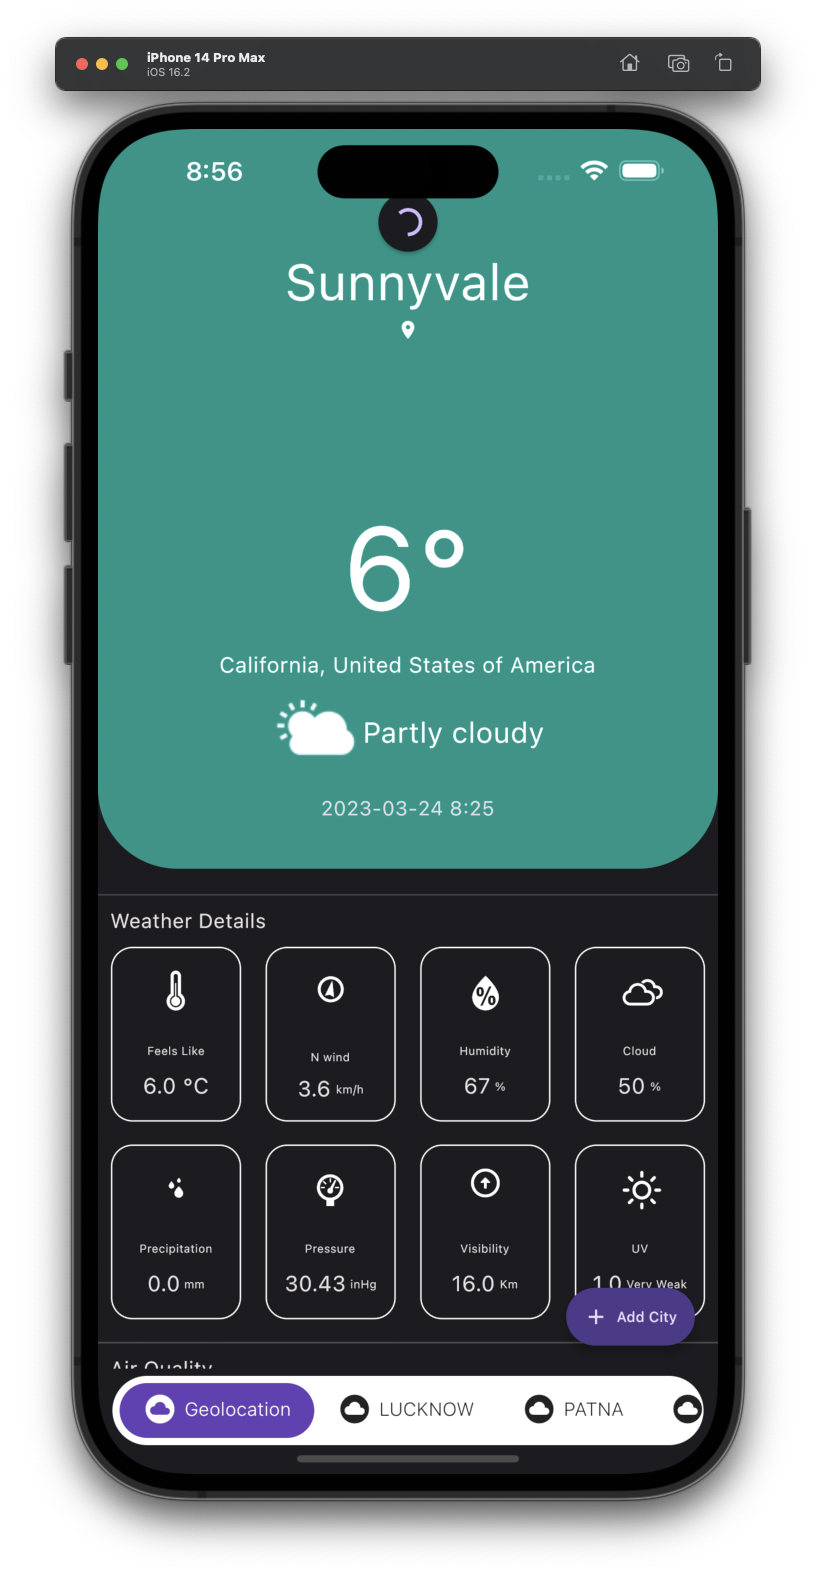 iPhone 14 Pro Max
iOS 16.2
8:56
Sunnyvale
6°
California, United States of America
Partly cloudy
2023-03-24 8:25
Weather Details
Feels Like
6.0 °C
N wind
3.6 km/h
Humidity
67 %
Cloud
50 %
Precipitation
0.0 mm
Pressure
30.43 inHg
Visibility
16.0 Km
UV
1.0 Very Weak
Add City
Air Quality
Geolocation
LUCKNOW
PATNA